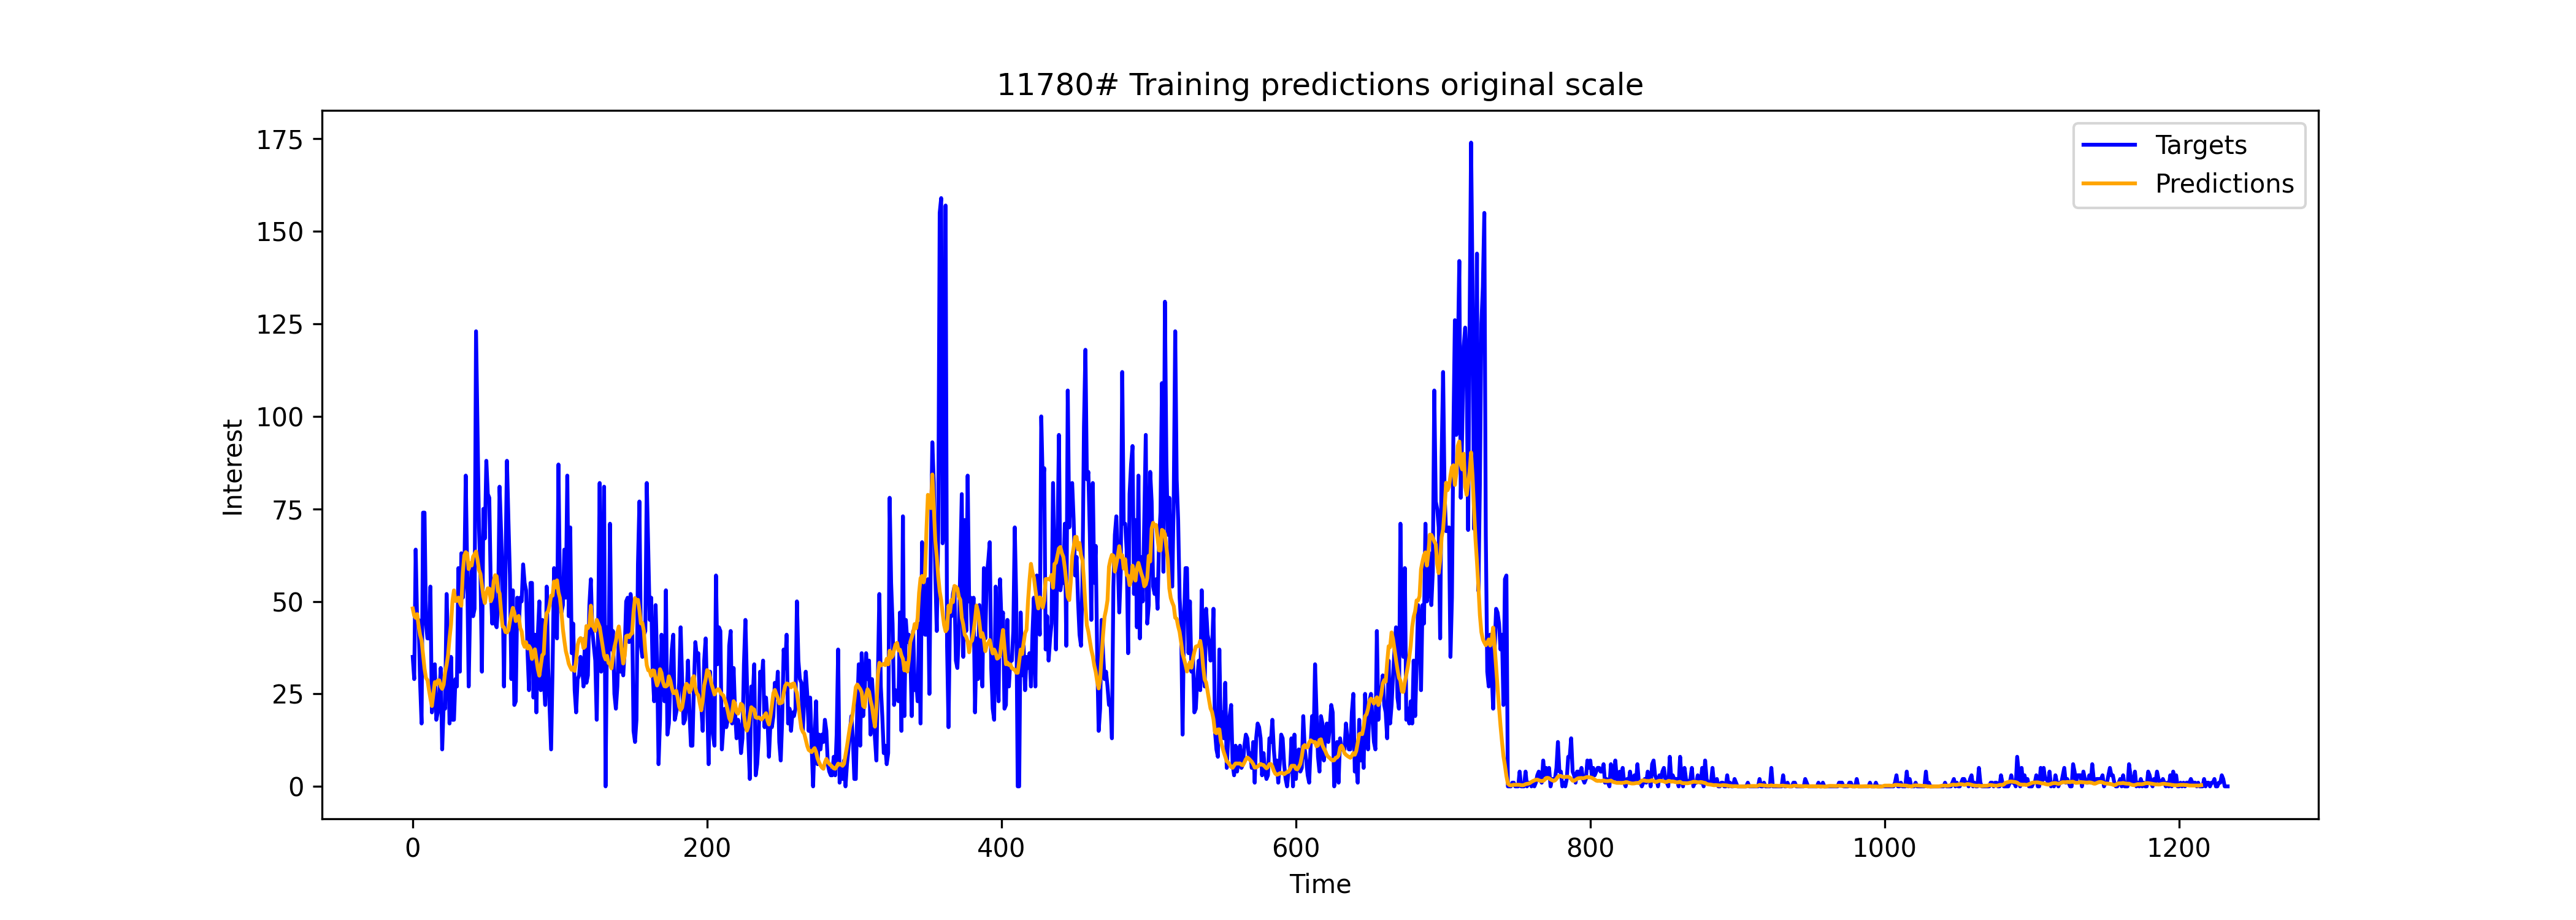 11780# Training predictions original scale
Targets
Predictions
175
150
125
100
75
50
25
0
Interest
0 200 400 600 800 1000 1200
Time